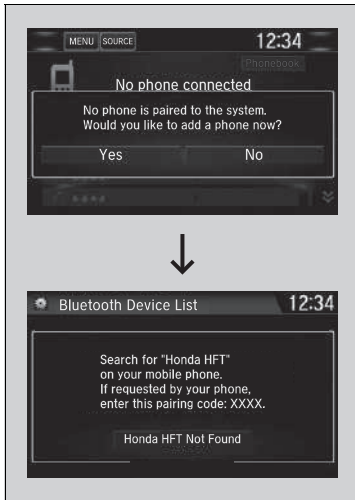 MENU SOURCE 12:34
Phonebook
No phone connected
No phone is paired to the system.
Would you like to add a phone now?
Yes No
Bluetooth Device List 12:34
Search for "Honda HFT"
on your mobile phone.
If requested by your phone,
enter this pairing code: XXXX.
Honda HFT Not Found